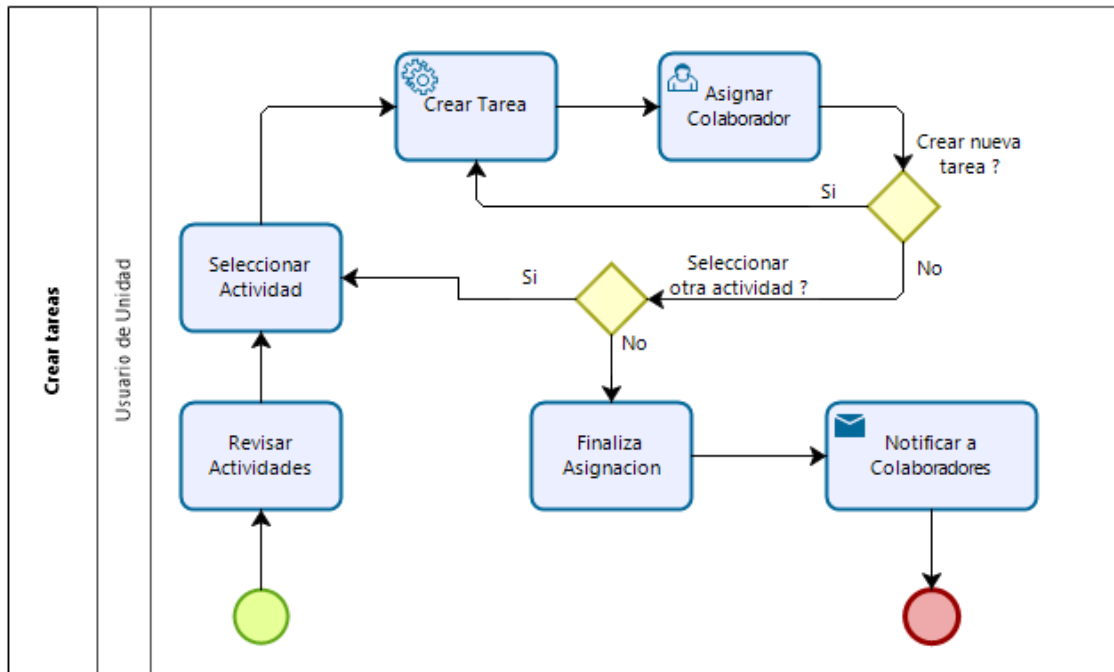 Crear tareas
Usuario de Unidad
Crear Tarea
Asignar
Colaborador
Crear nueva
tarea ?
Si
No
Seleccionar
Actividad
Si
Seleccionar
otra actividad ?
No
Revisar
Actividades
Finaliza
Asignacion
Notificar a
Colaboradores